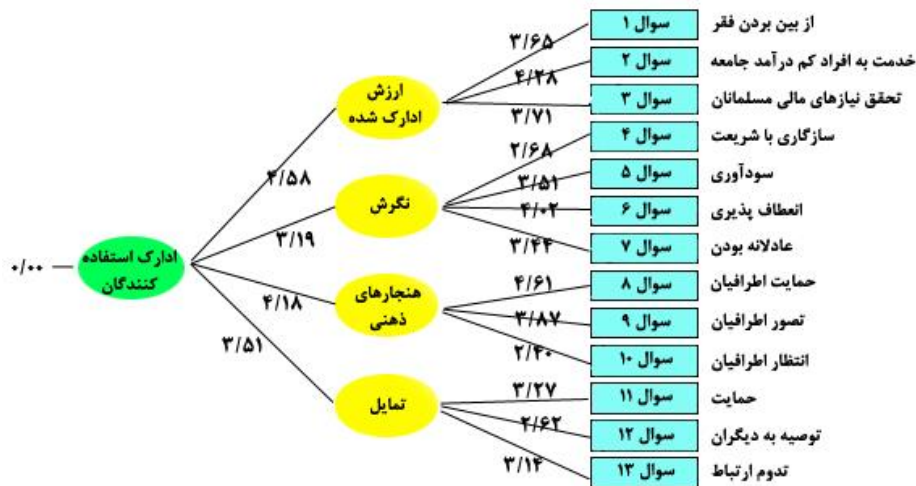 از بین بردن فقر
سوال ۱
۳/۶۵
خدمت به افراد کم درآمد جامعه
سوال ۲
۴/۲۸
تحقق نیازهای مالی مسلمانان
سوال ۳
۳/۷۱
ارزش
ادارک شده
۴/۵۸
سازگاری با شریعت
سوال ۴
۲/۶۸
سودآوری
سوال ۵
۳/۵۱
انعطاف پذیری
سوال ۶
۴/۰۲
عادلانه بودن
سوال ۷
۳/۴۴
نگرش
۳/۱۹
ادارک استفاده
کنندگان
۰/۰۰
حمایت اطرافیان
سوال ۸
۴/۶۱
تصور اطرافیان
سوال ۹
۳/۸۷
انتظار اطرافیان
سوال ۱۰
۲/۴۰
هنجارهای
ذهنی
۴/۱۸
حمایت
سوال ۱۱
۳/۲۷
توصیه به دیگران
سوال ۱۲
۲/۶۲
تدوم ارتباط
سوال ۱۳
۳/۱۴
تمایل
۳/۵۱